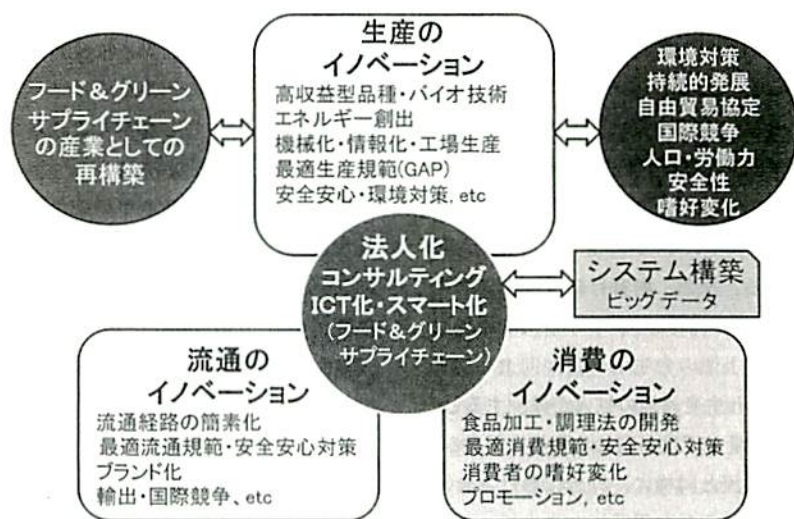 フード＆グリーン
サプライチェーン
の産業としての
再構築
生産の
イノベーション
高収益型品種・バイオ技術
エネルギー創出
機械化・情報化・工場生産
最適生産規範(GAP)
安全安心・環境対策, etc
環境対策
持続的発展
自由貿易協定
国際競争
人口・労働力
安全性
嗜好変化
法人化
コンサルティング
ICT化・スマート化
(フード＆グリーン
サプライチェーン)
システム構築
ビッグデータ
流通の
イノベーション
流通経路の簡素化
最適流通規範・安全安心対策
ブランド化
輸出・国際競争、etc
消費の
イノベーション
食品加工・調理法の開発
最適消費規範・安全安心対策
消費者の嗜好変化
プロモーション, etc